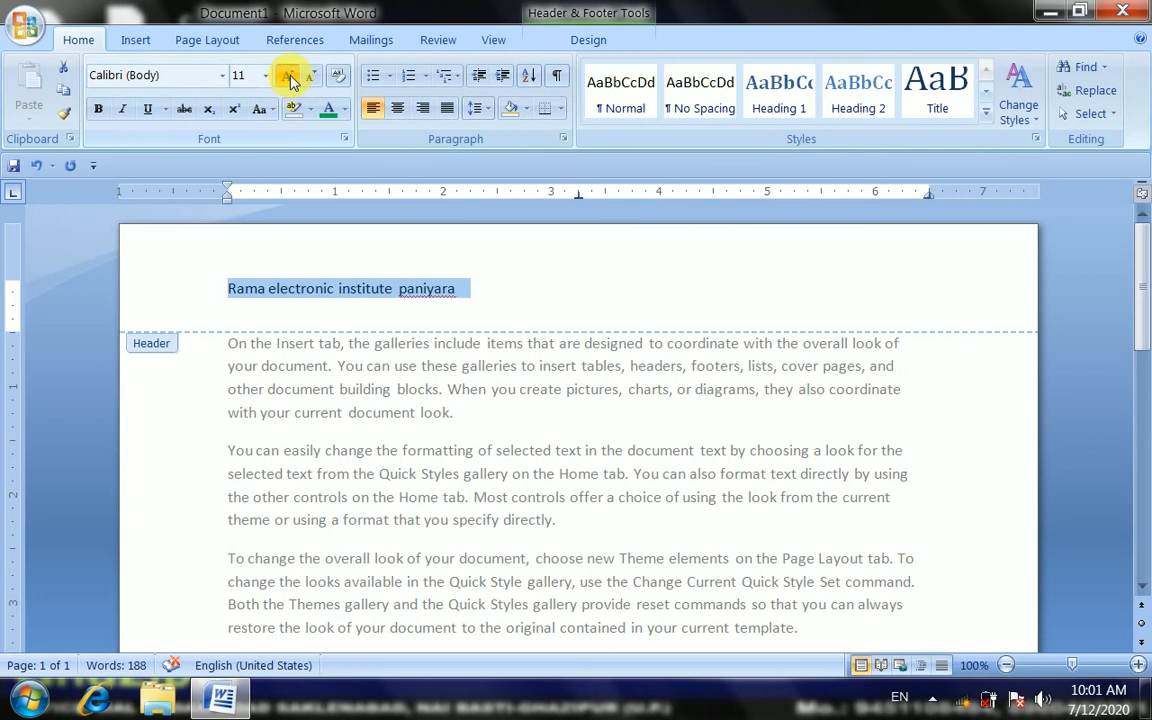 Document1 - Microsoft Word
Header & Footer Tools
Home Insert Page Layout References Mailings Review View Design
Paste
Calibri (Body) 11
AaBbCcDd AaBbCcDd AaBbCc AaBbCc AaB
¶ Normal ¶ No Spacing Heading 1 Heading 2 Title
Change Styles
Find
Replace
Select
Clipboard Font Paragraph Styles Editing
1 1 2 3 4 5 6 7
Rama electronic institute paniyara
Header
On the Insert tab, the galleries include items that are designed to coordinate with the overall look of
your document. You can use these galleries to insert tables, headers, footers, lists, cover pages, and
other document building blocks. When you create pictures, charts, or diagrams, they also coordinate
with your current document look.
You can easily change the formatting of selected text in the document text by choosing a look for the
selected text from the Quick Styles gallery on the Home tab. You can also format text directly by using
the other controls on the Home tab. Most controls offer a choice of using the look from the current
theme or using a format that you specify directly.
To change the overall look of your document, choose new Theme elements on the Page Layout tab. To
change the looks available in the Quick Style gallery, use the Change Current Quick Style Set command.
Both the Themes gallery and the Quick Styles gallery provide reset commands so that you can always
restore the look of your document to the original contained in your current template.
1
2
3
Page: 1 of 1 Words: 188 English (United States) 100%
EN 10:01 AM
7/12/2020